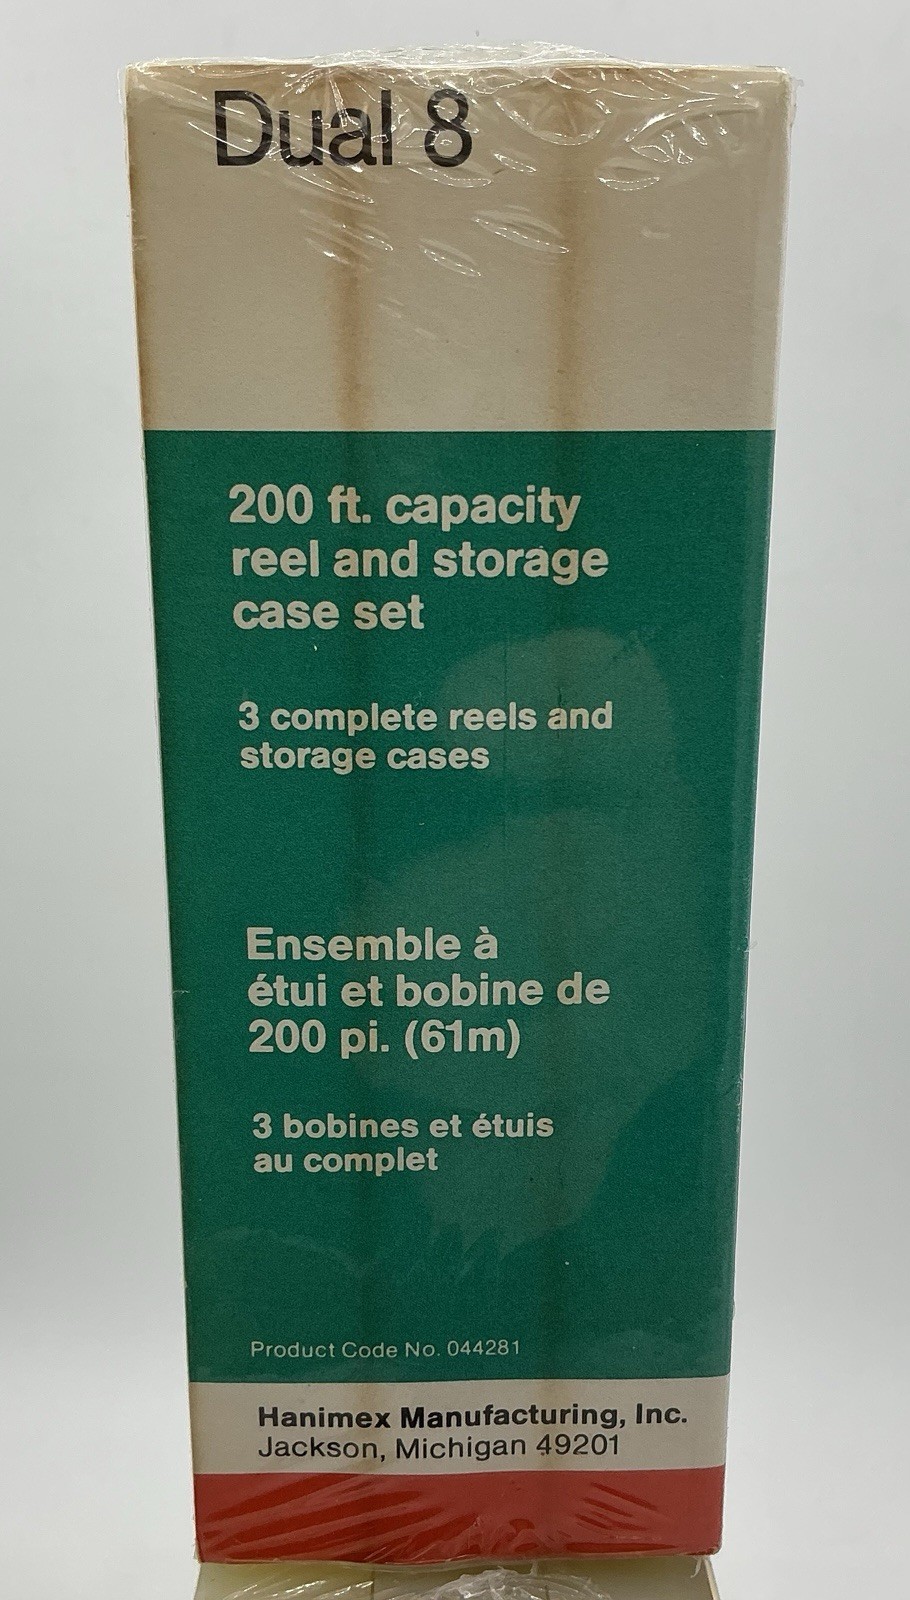 Dual 8
200 ft. capacity
reel and storage
case set
3 complete reels and
storage cases
Ensemble à
étui et bobine de
200 pi. (61m)
3 bobines et étuis
au complet
Product Code No. 044281
Hanimex Manufacturing, Inc.
Jackson, Michigan 49201